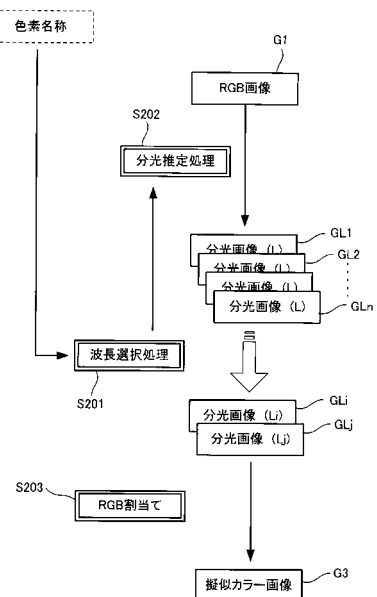 色素名称
G1
RGB画像
S202
分光推定処理
GL1
分光画像 (L)
GL2
分光画像 (L)
分光画像 (L)
分光画像 (L)
GLn
波長選択処理
S201
GLi
分光画像 (Li)
GLj
分光画像 (Lj)
S203
RGB割当て
G3
擬似カラー画像